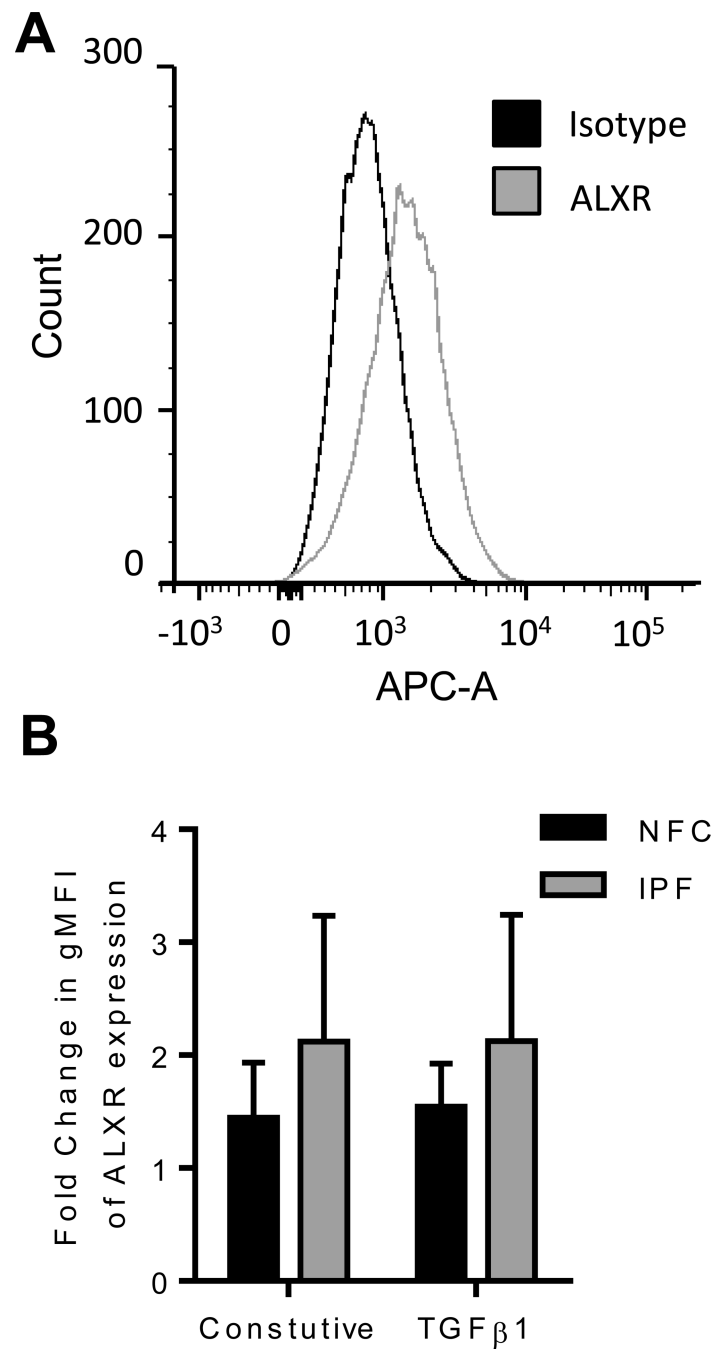 A
300
200
100
0
Count
Isotype
ALXR
-10³ 0 10³ 10⁴ 10⁵
APC-A
B
NFC
IPF
4
3
2
1
0
Fold Change in gMFI
of ALXR expression
Constutive TGFβ1